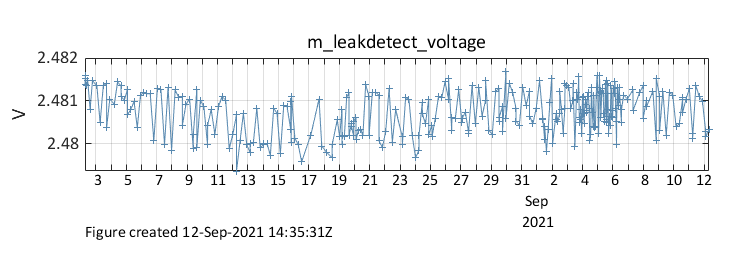 m_leakdetect_voltage
2.482
2.481
2.48
V
3 5 7 9 11 13 15 17 19 21 23 25 27 29 31 2 4 6 8 10 12
Sep
2021
Figure created 12-Sep-2021 14:35:31Z